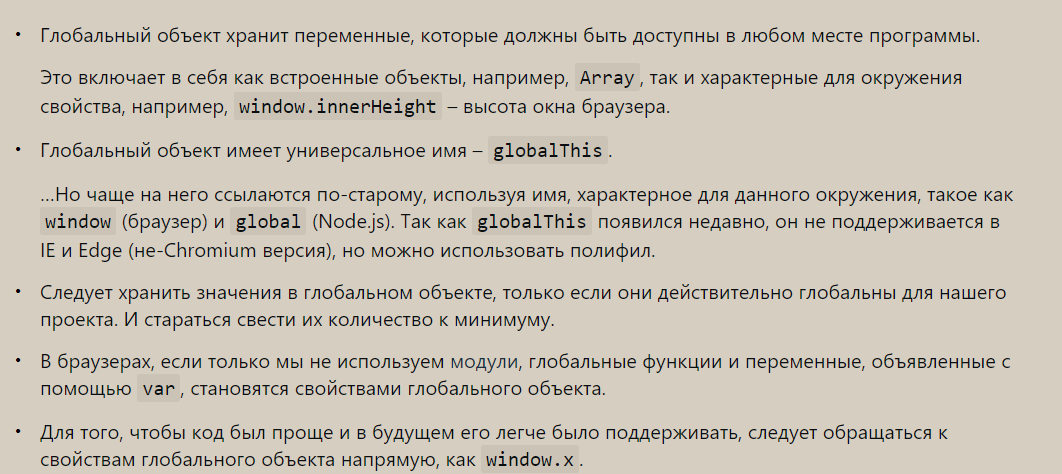 • Глобальный объект хранит переменные, которые должны быть доступны в любом месте программы.
Это включает в себя как встроенные объекты, например, Array, так и характерные для окружения
свойства, например, window.innerHeight – высота окна браузера.
• Глобальный объект имеет универсальное имя – globalThis.
…Но чаще на него ссылаются по-старому, используя имя, характерное для данного окружения, такое как
window (браузер) и global (Node.js). Так как globalThis появился недавно, он не поддерживается в
IE и Edge (не-Chromium версия), но можно использовать полифил.
• Следует хранить значения в глобальном объекте, только если они действительно глобальны для нашего
проекта. И стараться свести их количество к минимуму.
• В браузерах, если только мы не используем модули, глобальные функции и переменные, объявленные с
помощью var, становятся свойствами глобального объекта.
• Для того, чтобы код был проще и в будущем его легче было поддерживать, следует обращаться к
свойствам глобального объекта напрямую, как window.x.